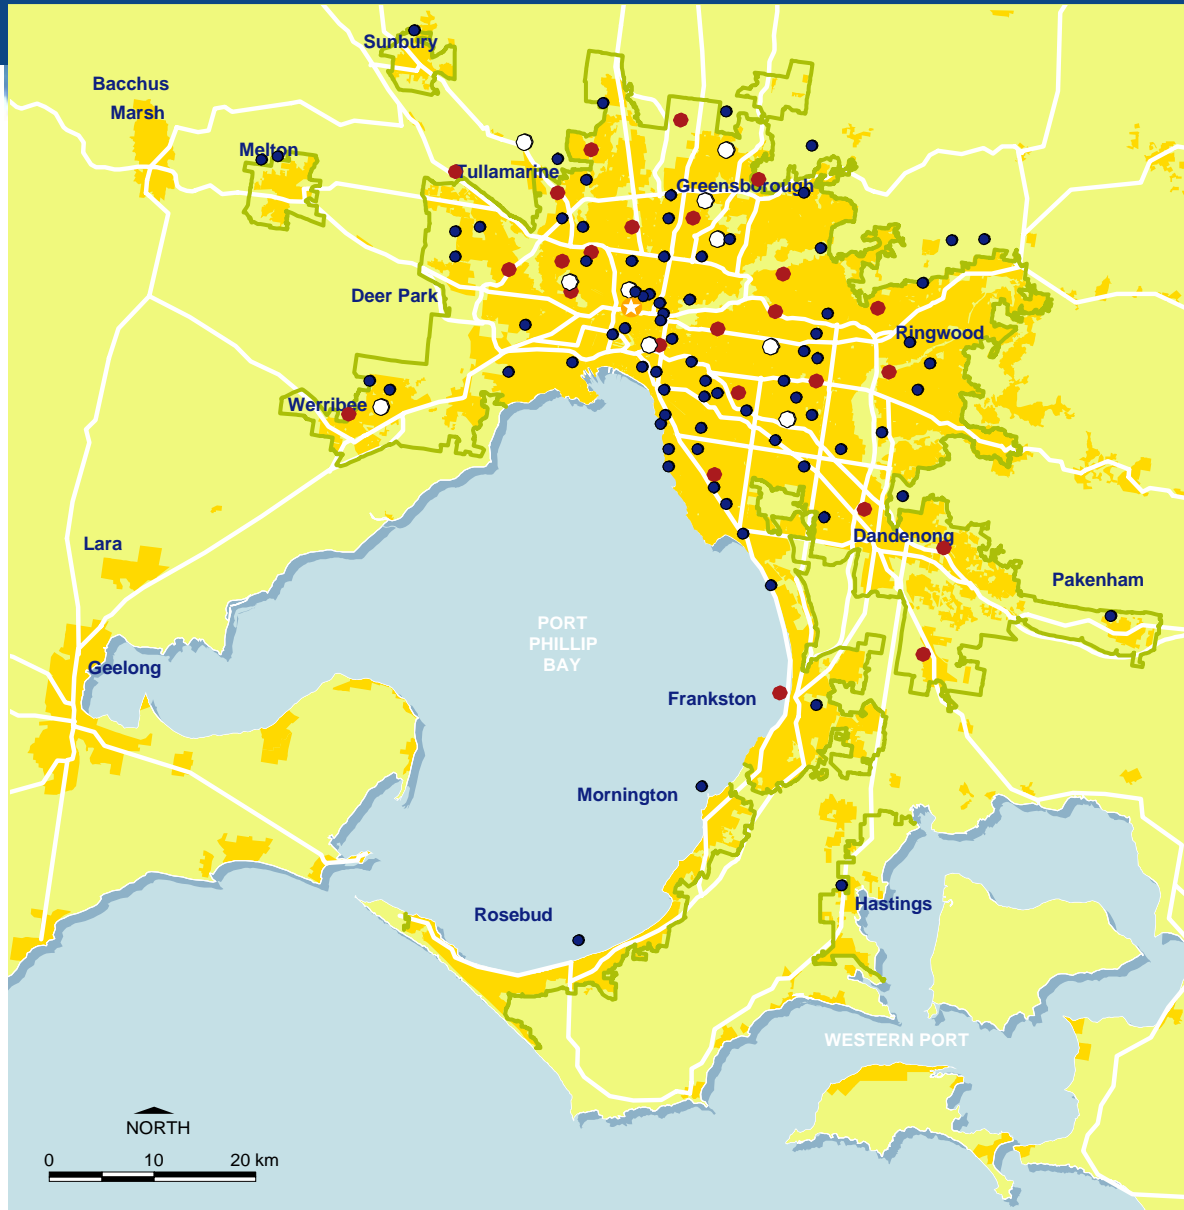 Sunbury
Bacchus
Marsh
Melton
Tullamarine
Greensborough
Deer Park
Ringwood
Werribee
Lara
Dandenong
Pakenham
PORT
PHILLIP
BAY
Geelong
Frankston
Mornington
Hastings
Rosebud
WESTERN PORT
NORTH
0 10 20 km